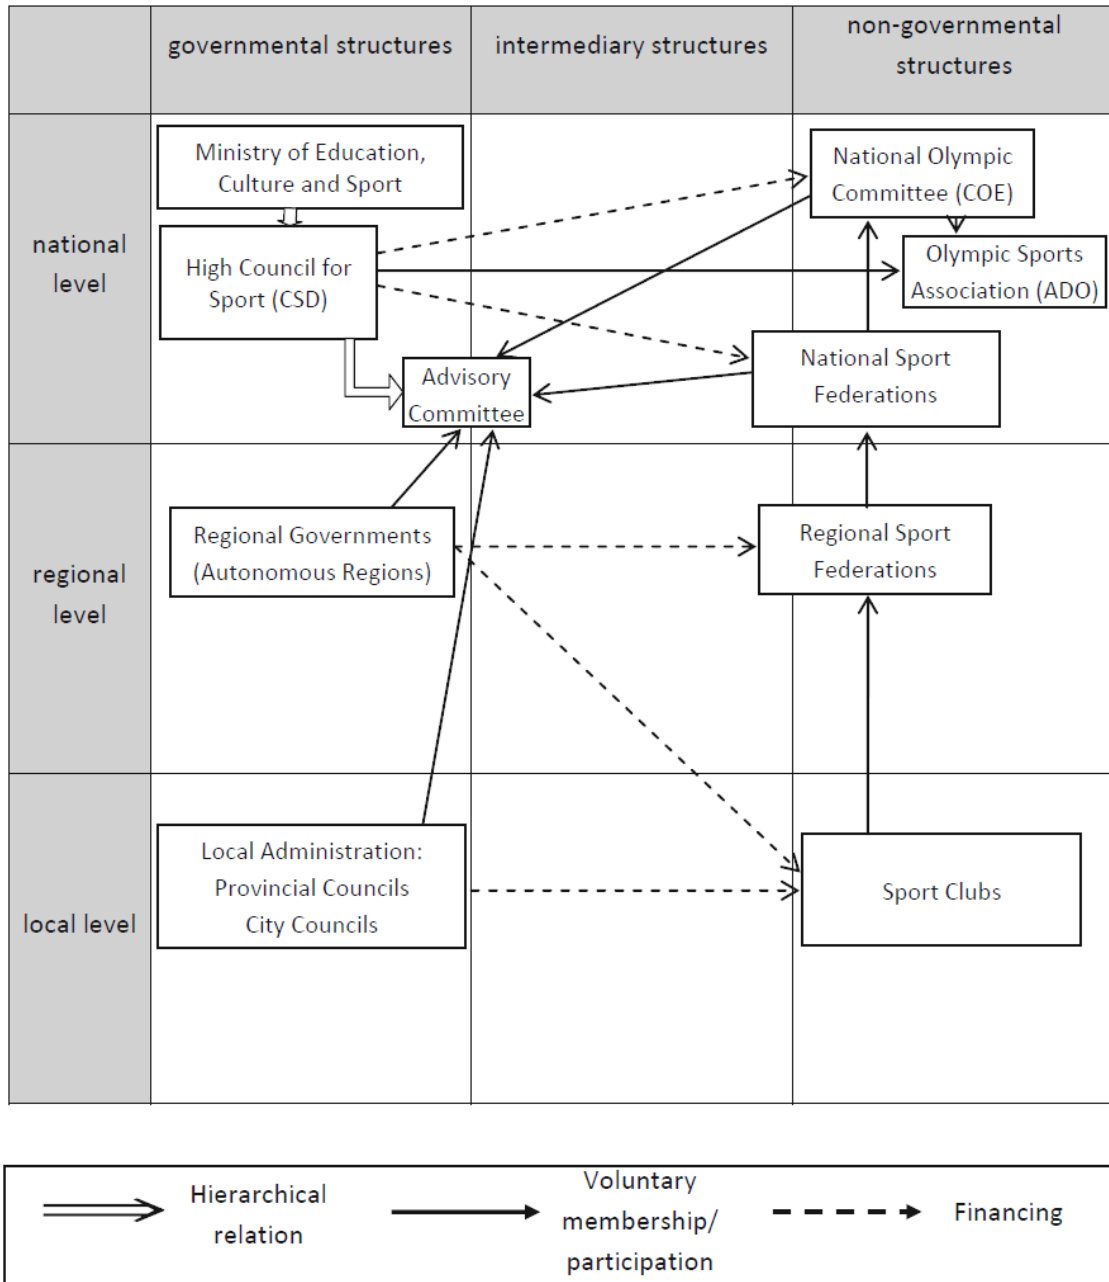 governmental structures
intermediary structures
non-governmental
structures
national
level
Ministry of Education,
Culture and Sport
High Council for
Sport (CSD)
Advisory
Committee
National Olympic
Committee (COE)
Olympic Sports
Association (ADO)
National Sport
Federations
regional
level
Regional Governments
(Autonomous Regions)
Regional Sport
Federations
local level
Local Administration:
Provincial Councils
City Councils
Sport Clubs
Hierarchical
relation
Voluntary
membership/
participation
Financing